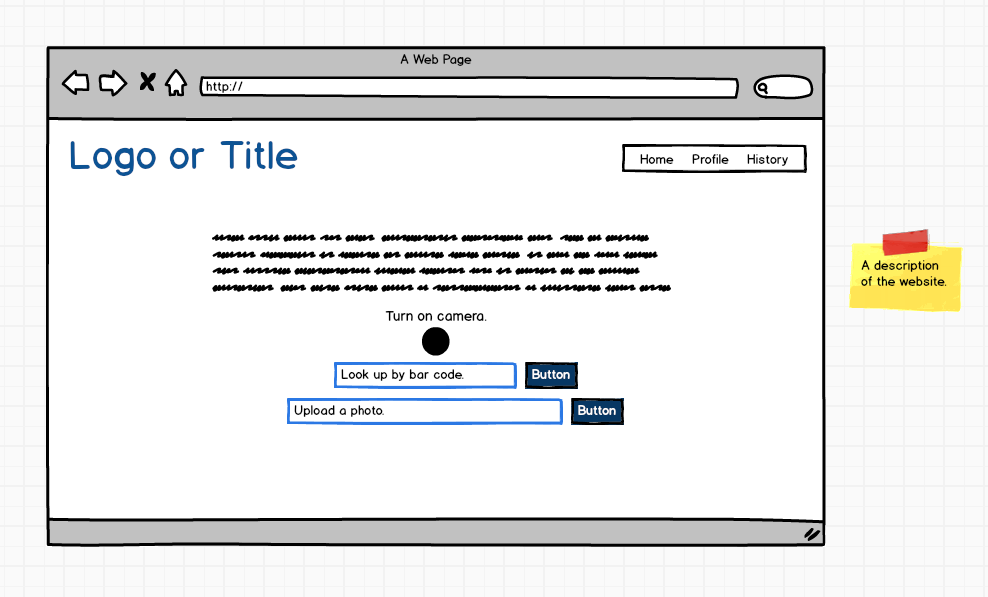 A Web Page
http://
Logo or Title
Home Profile History
Turn on camera.
Look up by bar code.
Button
Upload a photo.
Button
A description
of the website.